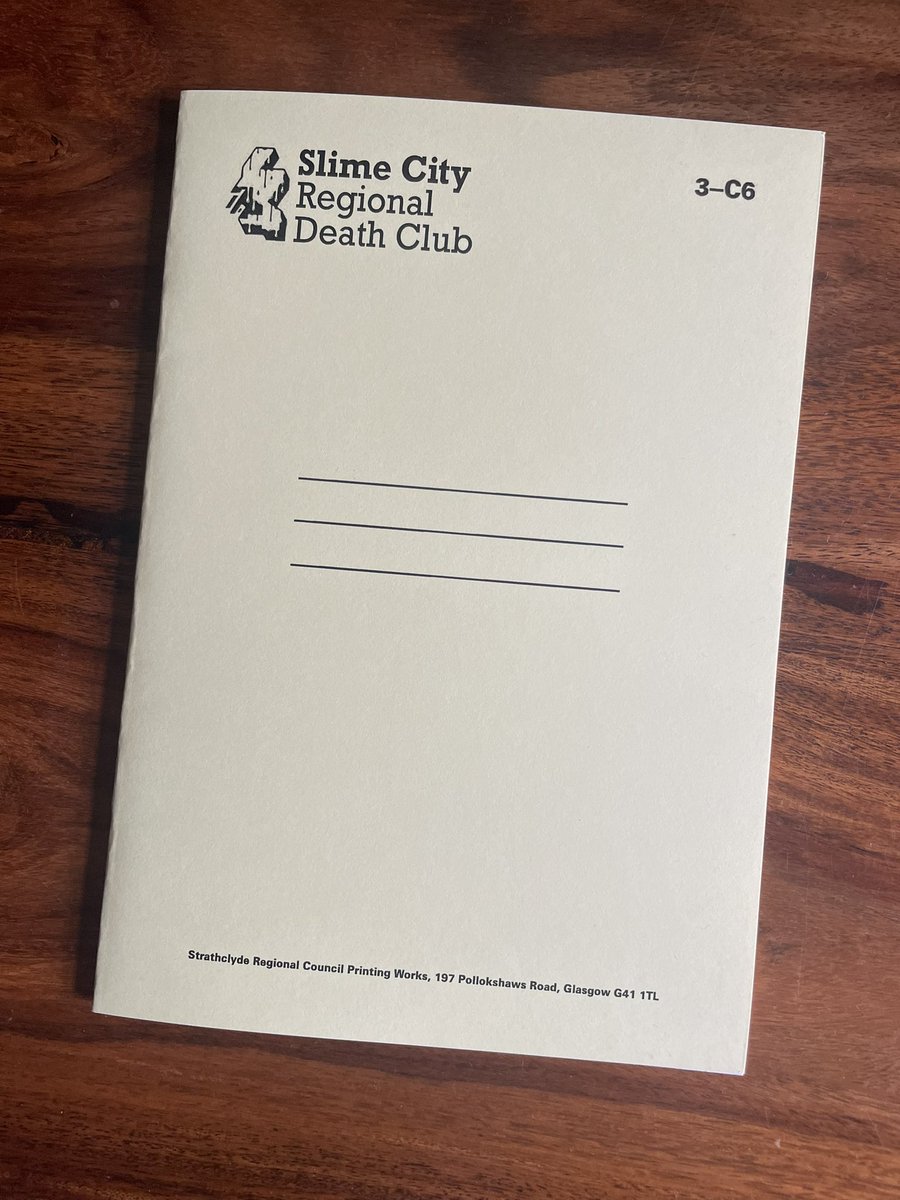 Slime City
Regional
Death Club
3–C6
Strathclyde Regional Council Printing Works, 197 Pollokshaws Road, Glasgow G41 1TL